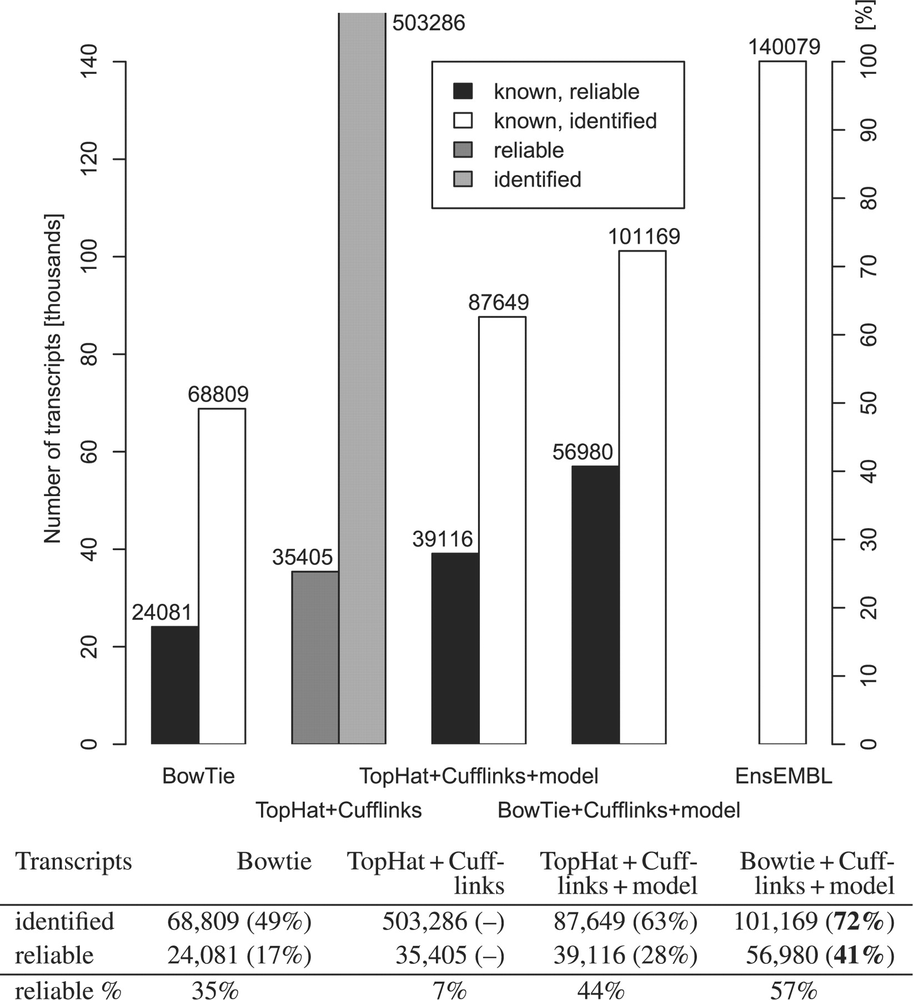 503286
[%]
140079
140
120
100
80
60
40
20
0
Number of transcripts [thousands]
known, reliable
known, identified
reliable
identified
100
90
80
70
60
50
40
30
20
10
0
101169
87649
68809
56980
39116
35405
24081
BowTie
TopHat+Cufflinks+model
EnsEMBL
TopHat+Cufflinks
BowTie+Cufflinks+model
Transcripts Bowtie TopHat + Cuff- TopHat + Cuff- Bowtie + Cuff-
links links + model links + model
identified 68,809 (49%) 503,286 (–) 87,649 (63%) 101,169 (72%)
reliable 24,081 (17%) 35,405 (–) 39,116 (28%) 56,980 (41%)
reliable % 35% 7% 44% 57%